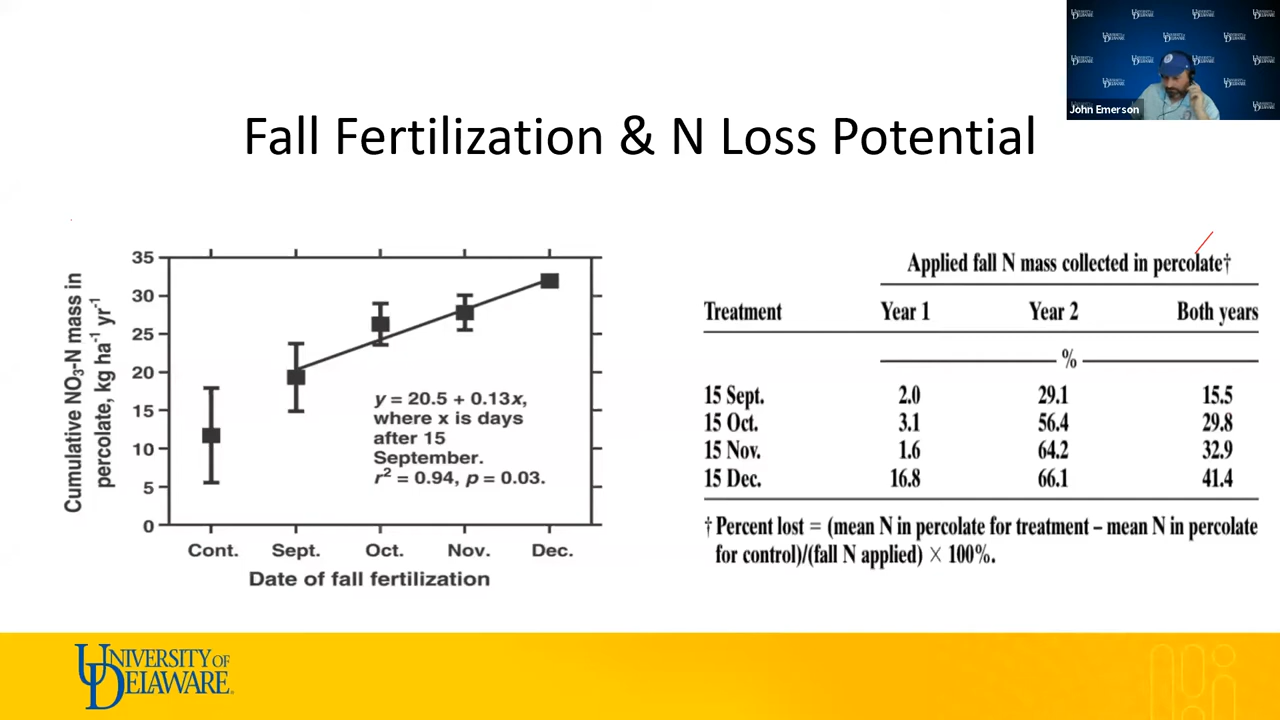 John Emerson
Fall Fertilization & N Loss Potential
Cumulative NO3-N mass in
percolate, kg ha-1 yr-1
35
30
25
20
15
10
5
0
y = 20.5 + 0.13x,
where x is days
after 15
September.
r2 = 0.94, p = 0.03.
Cont. Sept. Oct. Nov. Dec.
Date of fall fertilization
Applied fall N mass collected in percolate†
Treatment Year 1 Year 2 Both years
%
15 Sept. 2.0 29.1 15.5
15 Oct. 3.1 56.4 29.8
15 Nov. 1.6 64.2 32.9
15 Dec. 16.8 66.1 41.4
† Percent lost = (mean N in percolate for treatment – mean N in percolate
for control)/(fall N applied) × 100%.
UNIVERSITY OF
DELAWARE